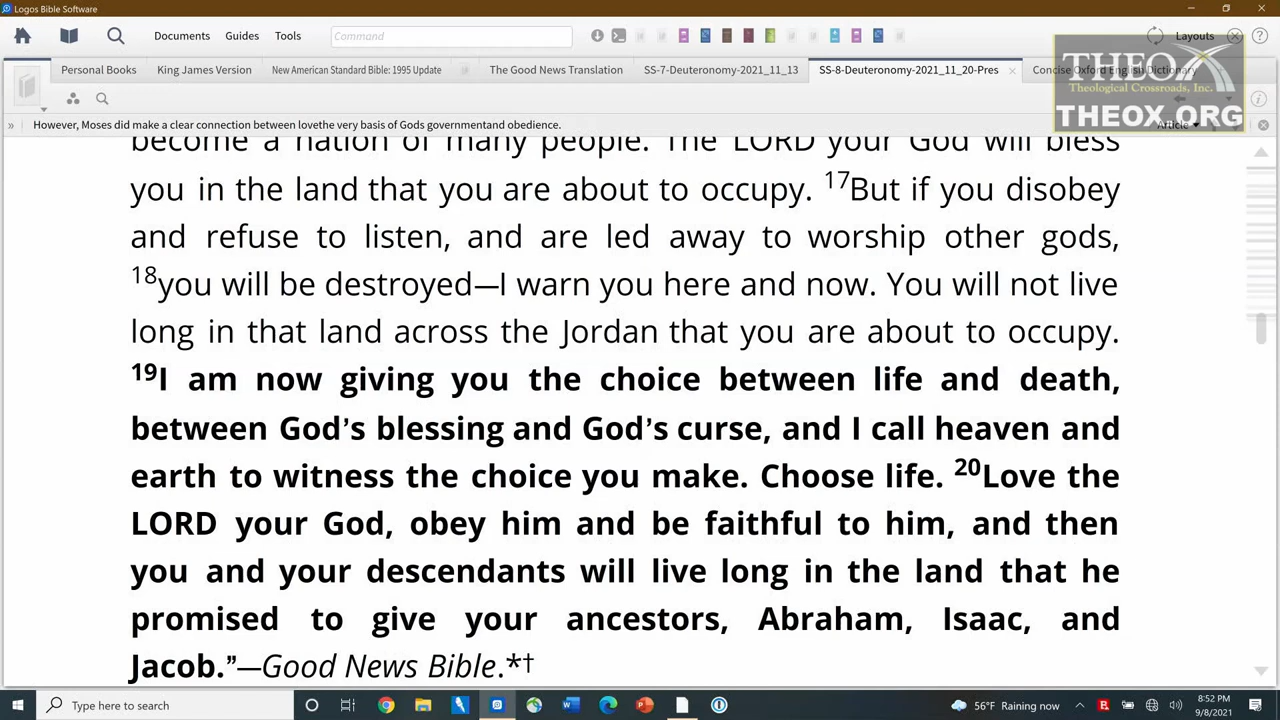 Logos Bible Software
Documents Guides Tools Command Layouts
Personal Books King James Version New American Standard The Good News Translation SS-7-Deuteronomy-2021_11_13 SS-8-Deuteronomy-2021_11_20-Pres Concise Oxford English Dictionary
THEOX
Theological Crossroads, Inc.
THEOX.ORG
» However, Moses did make a clear connection between lovethe very basis of Gods governmentand obedience. Article
become a nation of many people. The LORD your God will bless
you in the land that you are about to occupy. 17But if you disobey
and refuse to listen, and are led away to worship other gods,
18you will be destroyed—I warn you here and now. You will not live
long in that land across the Jordan that you are about to occupy.
19I am now giving you the choice between life and death,
between God’s blessing and God’s curse, and I call heaven and
earth to witness the choice you make. Choose life. 20Love the
LORD your God, obey him and be faithful to him, and then
you and your descendants will live long in the land that he
promised to give your ancestors, Abraham, Isaac, and
Jacob.”—Good News Bible.*†
Type here to search 56°F Raining now 8:52 PM
9/8/2021